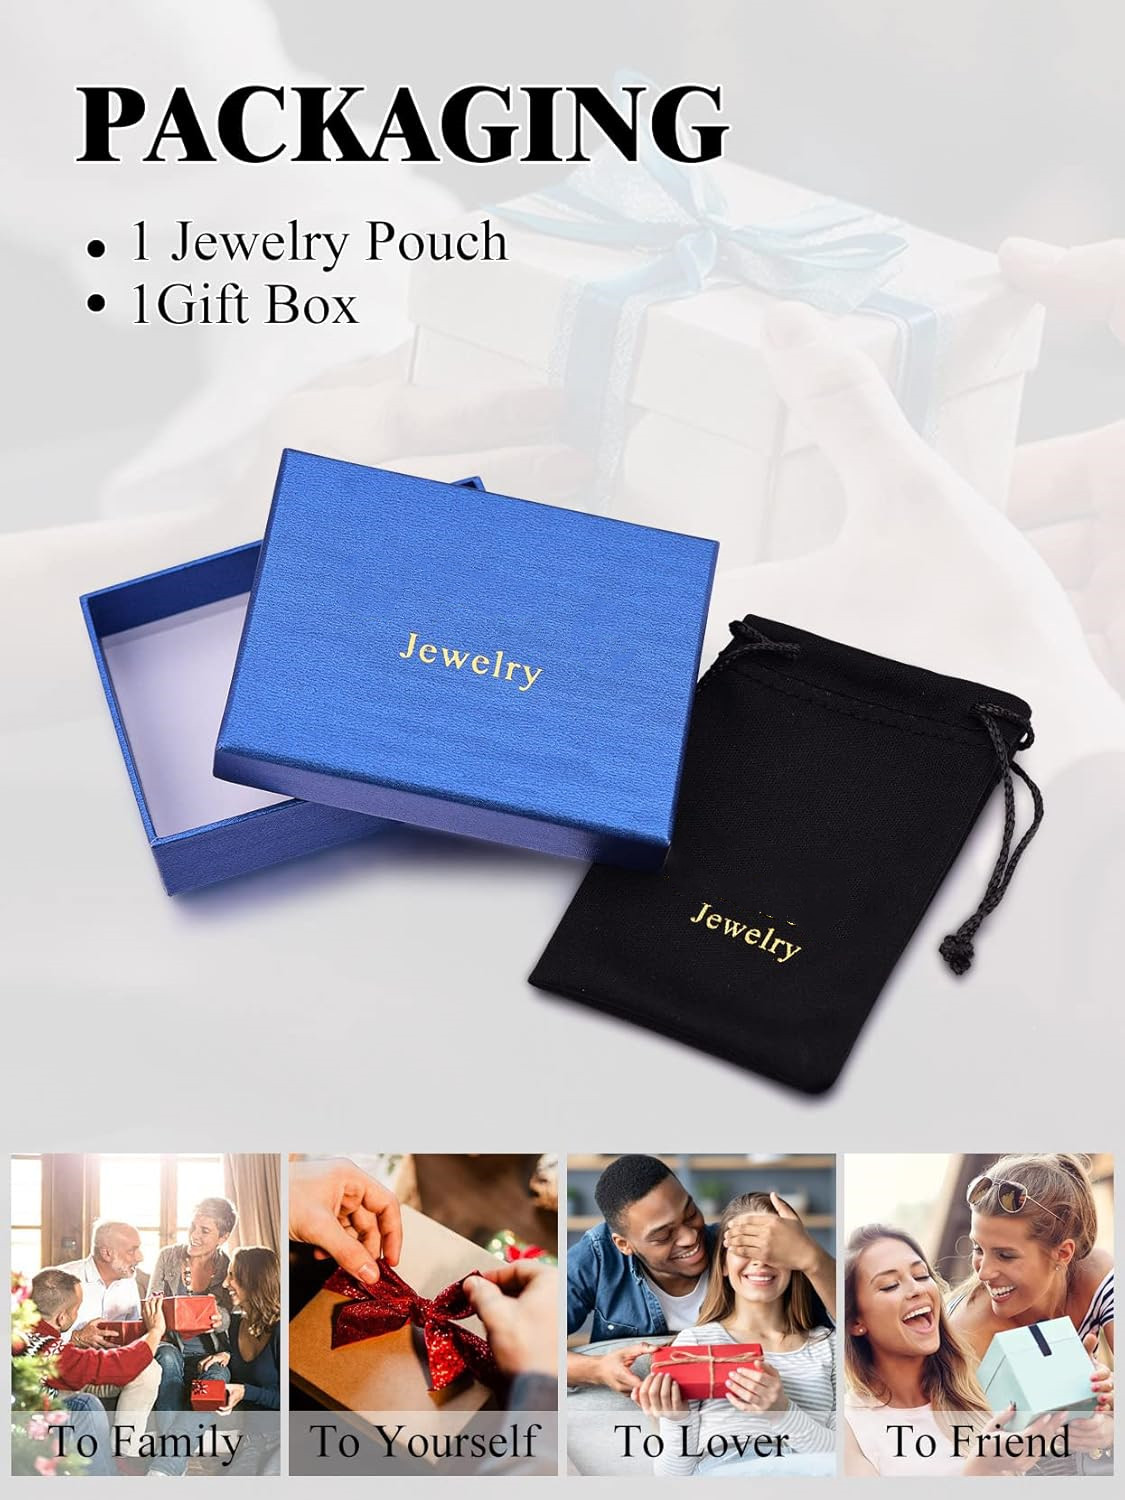 PACKAGING
• 1 Jewelry Pouch
• 1Gift Box
Jewelry
Jewelry
To Family
To Yourself
To Lover
To Friend